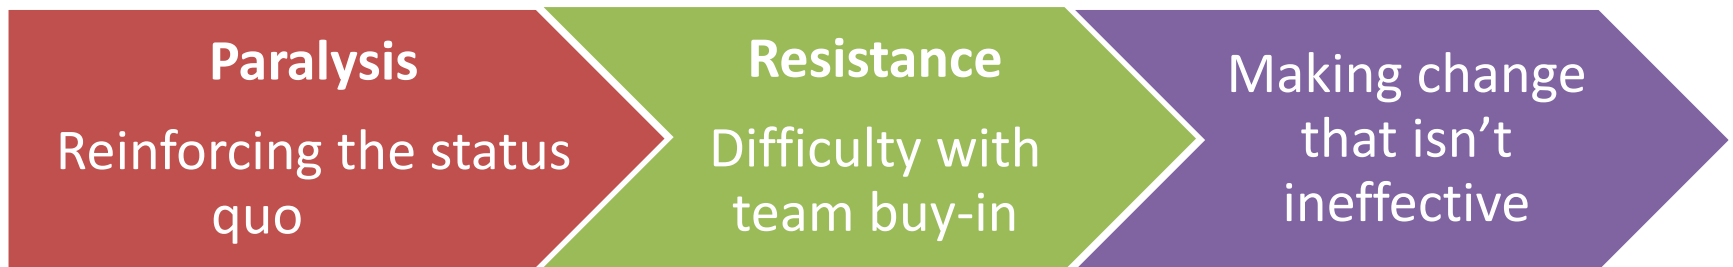 Paralysis
Reinforcing the status
quo
Resistance
Difficulty with
team buy-in
Making change
that isn’t
ineffective